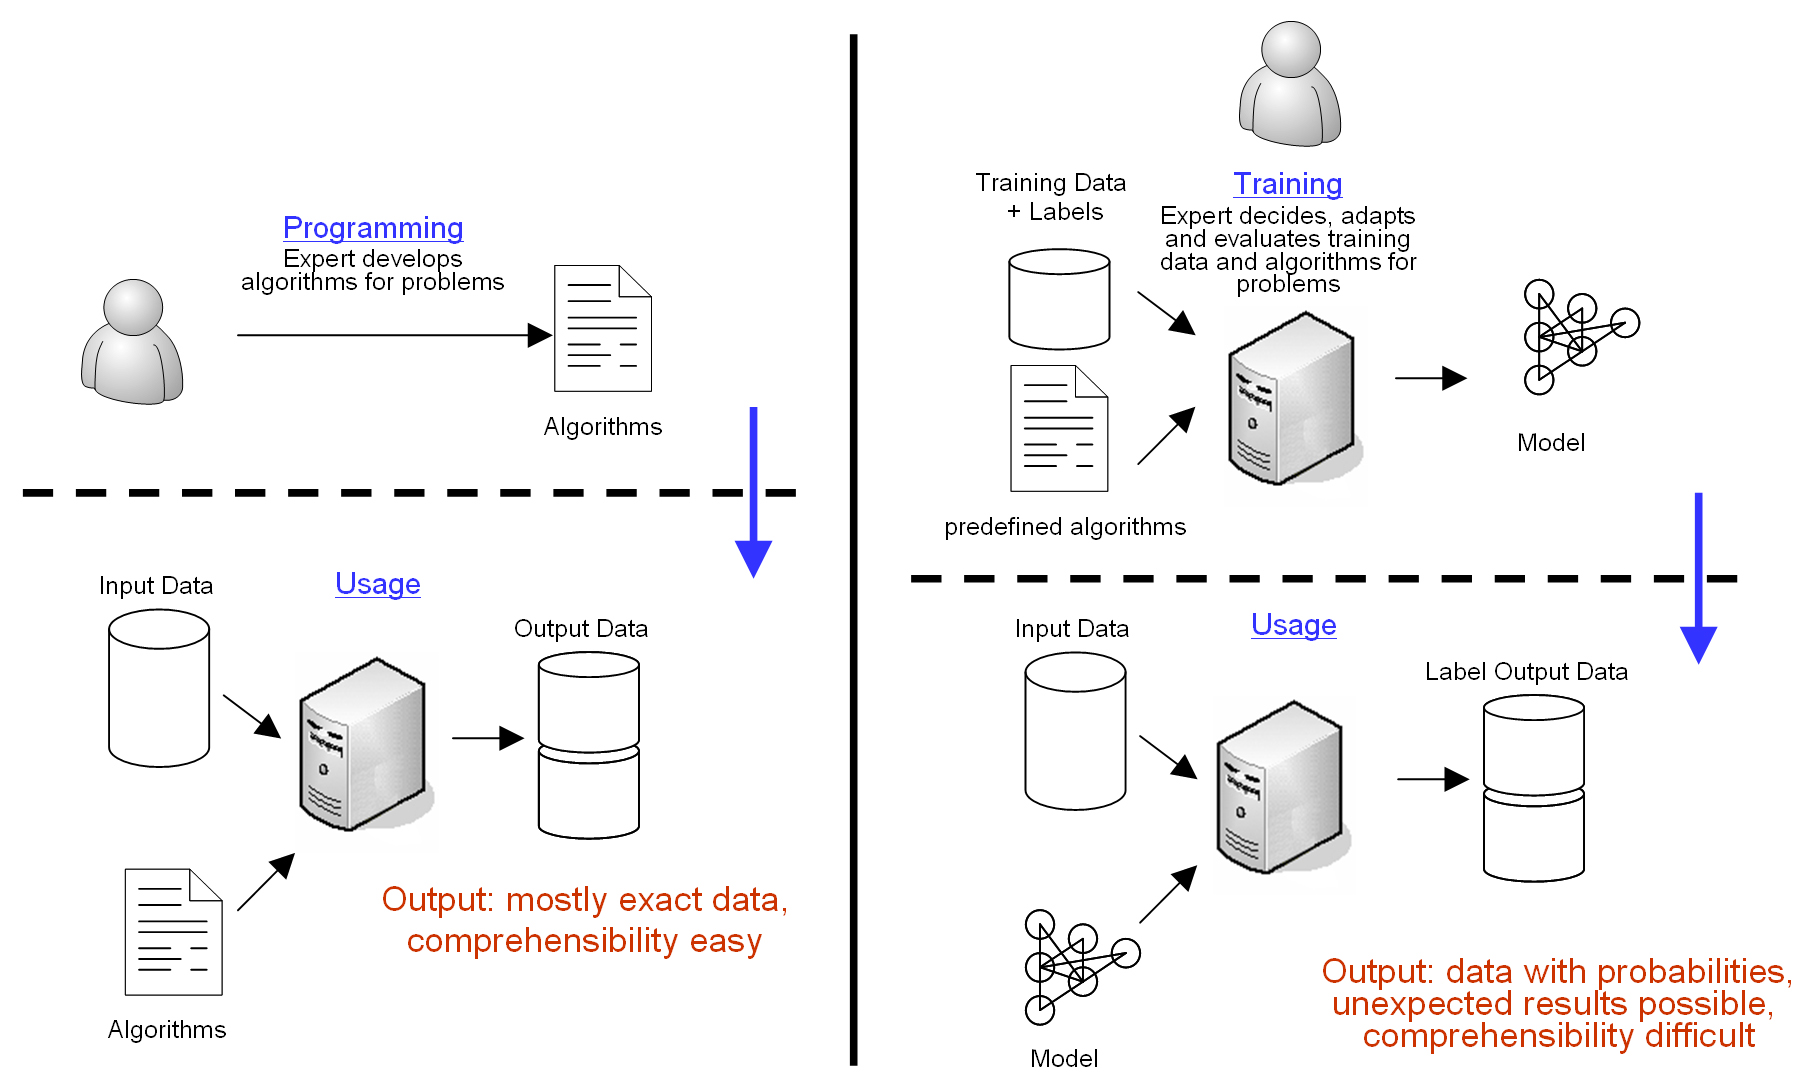 Programming
Expert develops
algorithms for problems
Algorithms
Input Data
Usage
Output Data
Output: mostly exact data,
comprehensibility easy
Algorithms
Training Data
+ Labels
Training
Expert decides, adapts
and evaluates training
data and algorithms for
problems
Model
predefined algorithms
Input Data
Usage
Label Output Data
Output: data with probabilities,
unexpected results possible,
comprehensibility difficult
Model